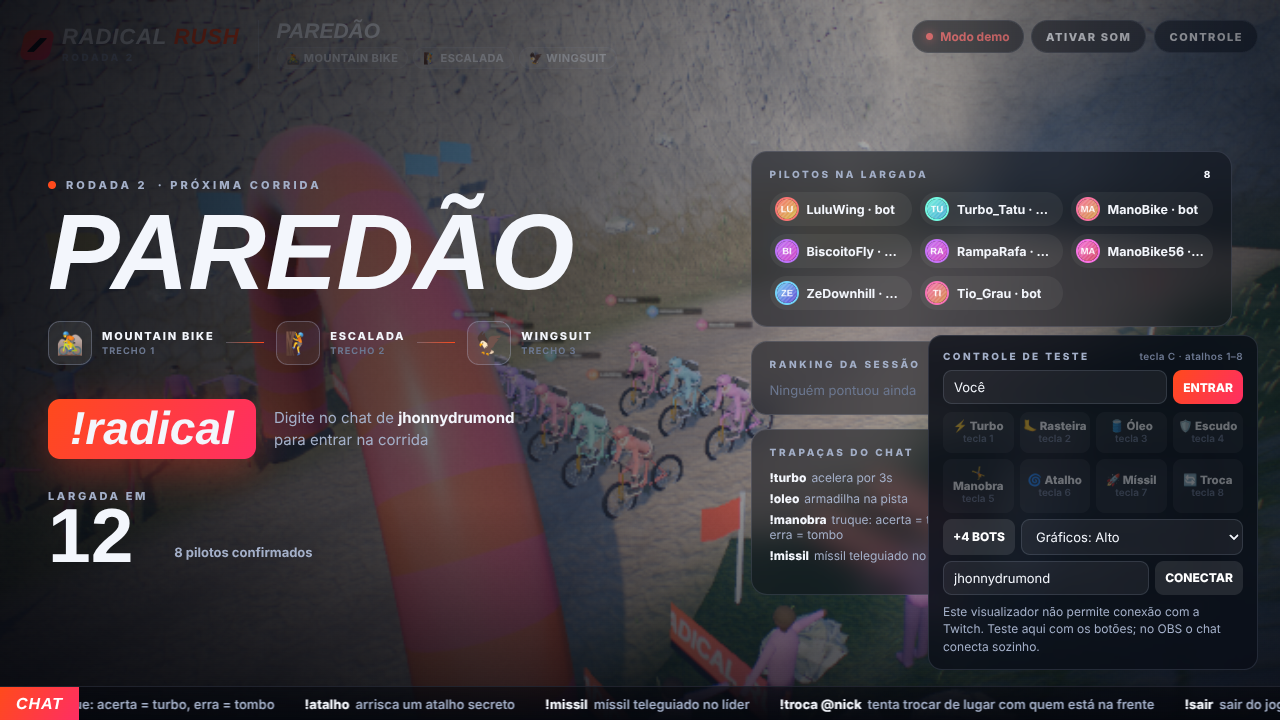 RADICAL RUSH
RODADA 2
PAREDÃO
MOUNTAIN BIKE
ESCALADA
WINGSUIT
Modo demo
ATIVAR SOM
CONTROLE
RODADA 2 · PRÓXIMA CORRIDA
PAREDÃO
MOUNTAIN BIKE
TRECHO 1
ESCALADA
TRECHO 2
WINGSUIT
TRECHO 3
!radical
Digite no chat de jhonnydrumond
para entrar na corrida
LARGADA EM
12
8 pilotos confirmados
PILOTOS NA LARGADA
8
LU LuluWing · bot
TU Turbo_Tatu · ...
MA ManoBike · bot
BI BiscoitoFly · ...
RA RampaRafa · ...
MA ManoBike56 ·...
ZE ZeDownhill · ...
TI Tio_Grau · bot
RANKING DA SESSÃO
Ninguém pontuou ainda
TRAPAÇAS DO CHAT
!turbo acelera por 3s
!oleo armadilha na pista
!manobra truque: acerta =
erra = tombo
!missil míssil teleguiado no
CONTROLE DE TESTE
tecla C · atalhos 1–8
Você
ENTRAR
Turbo
tecla 1
Rasteira
tecla 2
Óleo
tecla 3
Escudo
tecla 4
Manobra
tecla 5
Atalho
tecla 6
Míssil
tecla 7
Troca
tecla 8
+4 BOTS
Gráficos: Alto
jhonnydrumond
CONECTAR
Este visualizador não permite conexão com a
Twitch. Teste aqui com os botões; no OBS o chat
conecta sozinho.
DICAL
CHAT
ue: acerta = turbo, erra = tombo !atalho arrisca um atalho secreto !missil míssil teleguiado no líder !troca @nick tenta trocar de lugar com quem está na frente !sair sai do jog